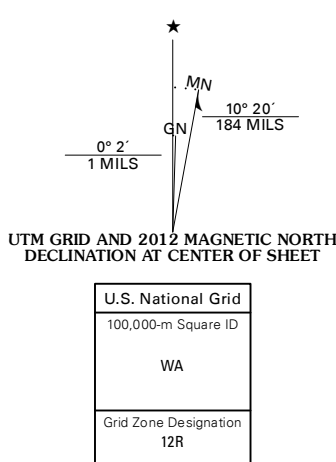 ★
MN
GN
10° 20´
184 MILS
0° 2´
1 MILS
UTM GRID AND 2012 MAGNETIC NORTH
DECLINATION AT CENTER OF SHEET
U.S. National Grid
100,000-m Square ID
WA
Grid Zone Designation
12R